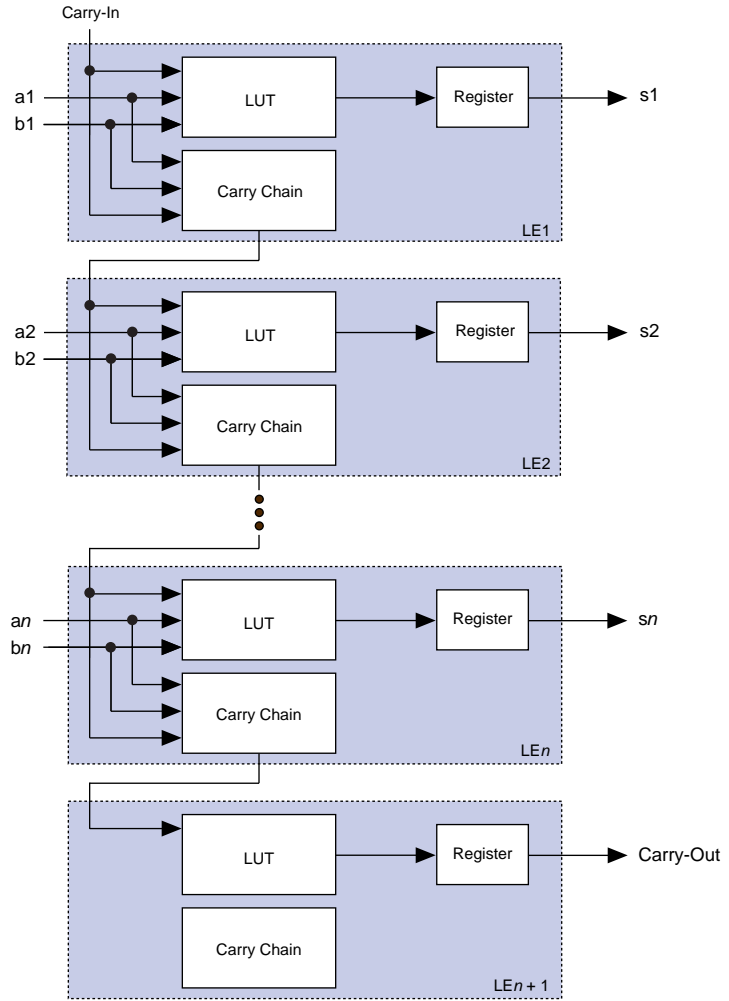 Carry-In
a1
b1
LUT
Register
s1
Carry Chain
LE1
a2
b2
LUT
Register
s2
Carry Chain
LE2
an
bn
LUT
Register
sn
Carry Chain
LEn
LUT
Register
Carry-Out
Carry Chain
LEn + 1